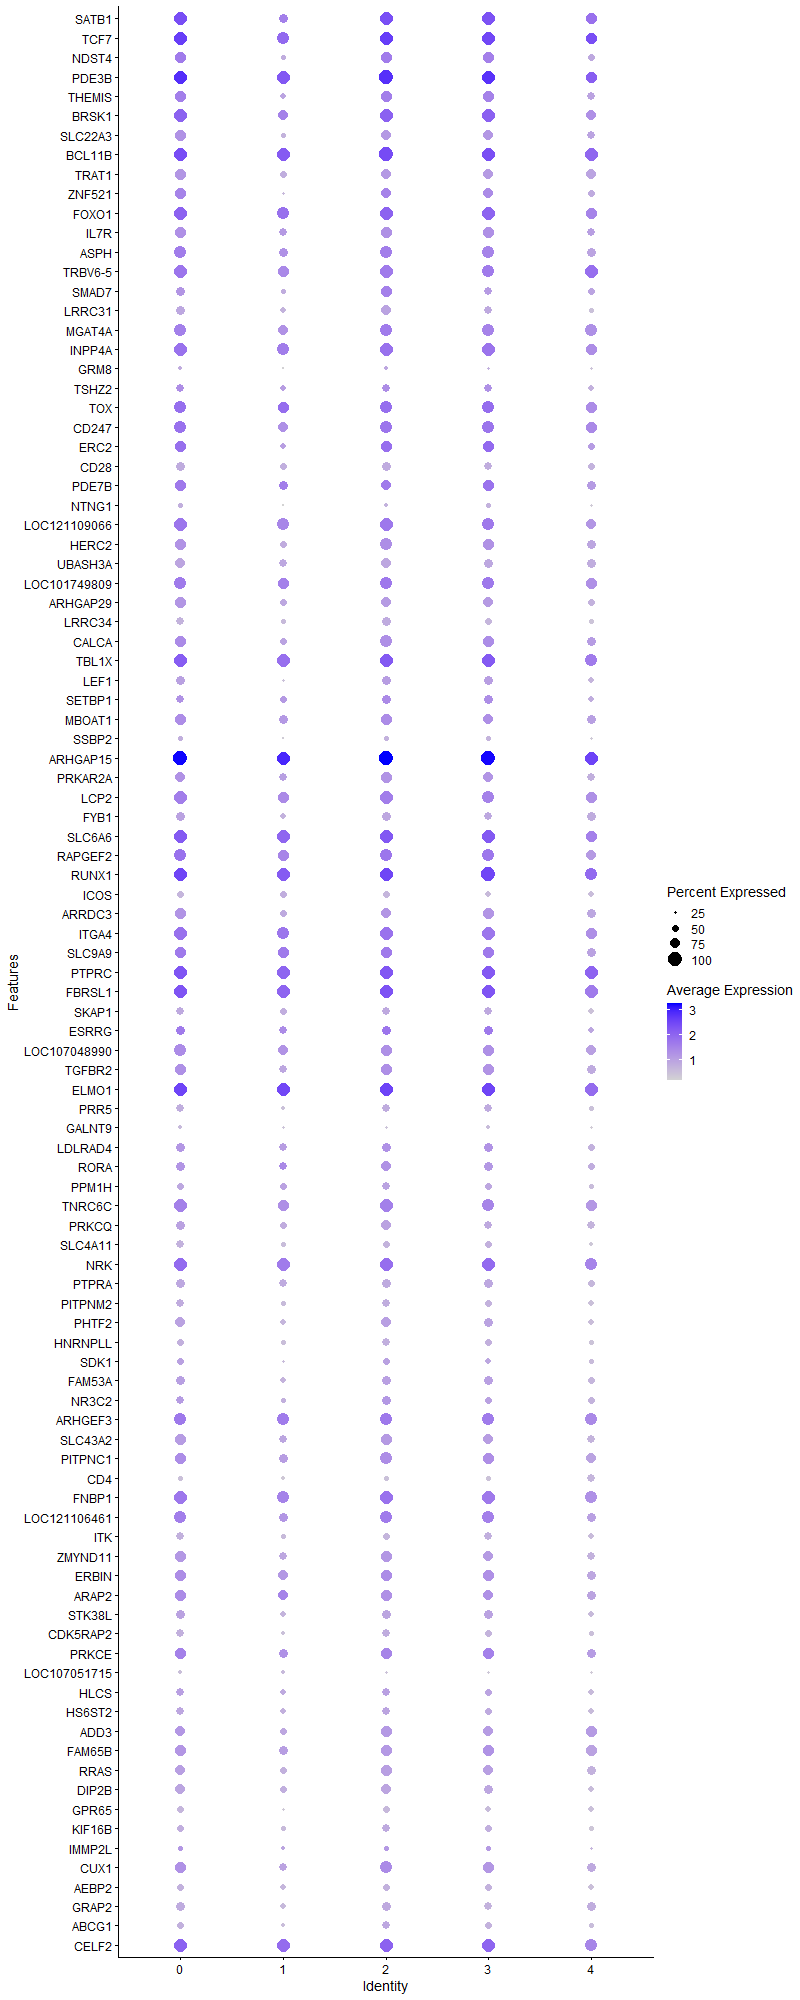 SATB1
TCF7
NDST4
PDE3B
THEMIS
BRSK1
SLC22A3
BCL11B
TRAT1
ZNF521
FOXO1
IL7R
ASPH
TRBV6-5
SMAD7
LRRC31
MGAT4A
INPP4A
GRM8
TSHZ2
TOX
CD247
ERC2
CD28
PDE7B
NTNG1
LOC121109066
HERC2
UBASH3A
LOC101749809
ARHGAP29
LRRC34
CALCA
TBL1X
LEF1
SETBP1
MBOAT1
SSBP2
ARHGAP15
PRKAR2A
LCP2
FYB1
SLC6A6
RAPGEF2
RUNX1
ICOS
ARRDC3
ITGA4
SLC9A9
PTPRC
FBRSL1
SKAP1
ESRRG
LOC107048990
TGFBR2
ELMO1
PRR5
GALNT9
LDLRAD4
RORA
PPM1H
TNRC6C
PRKCQ
SLC4A11
NRK
PTPRA
PITPNM2
PHTF2
HNRNPLL
SDK1
FAM53A
NR3C2
ARHGEF3
SLC43A2
PITPNC1
CD4
FNBP1
LOC121106461
ITK
ZMYND11
ERBIN
ARAP2
STK38L
CDK5RAP2
PRKCE
LOC107051715
HLCS
HS6ST2
ADD3
FAM65B
RRAS
DIP2B
GPR65
KIF16B
IMMP2L
CUX1
AEBP2
GRAP2
ABCG1
CELF2
Features
0 1 2 3 4
Identity
Percent Expressed
25
50
75
100
Average Expression
3
2
1